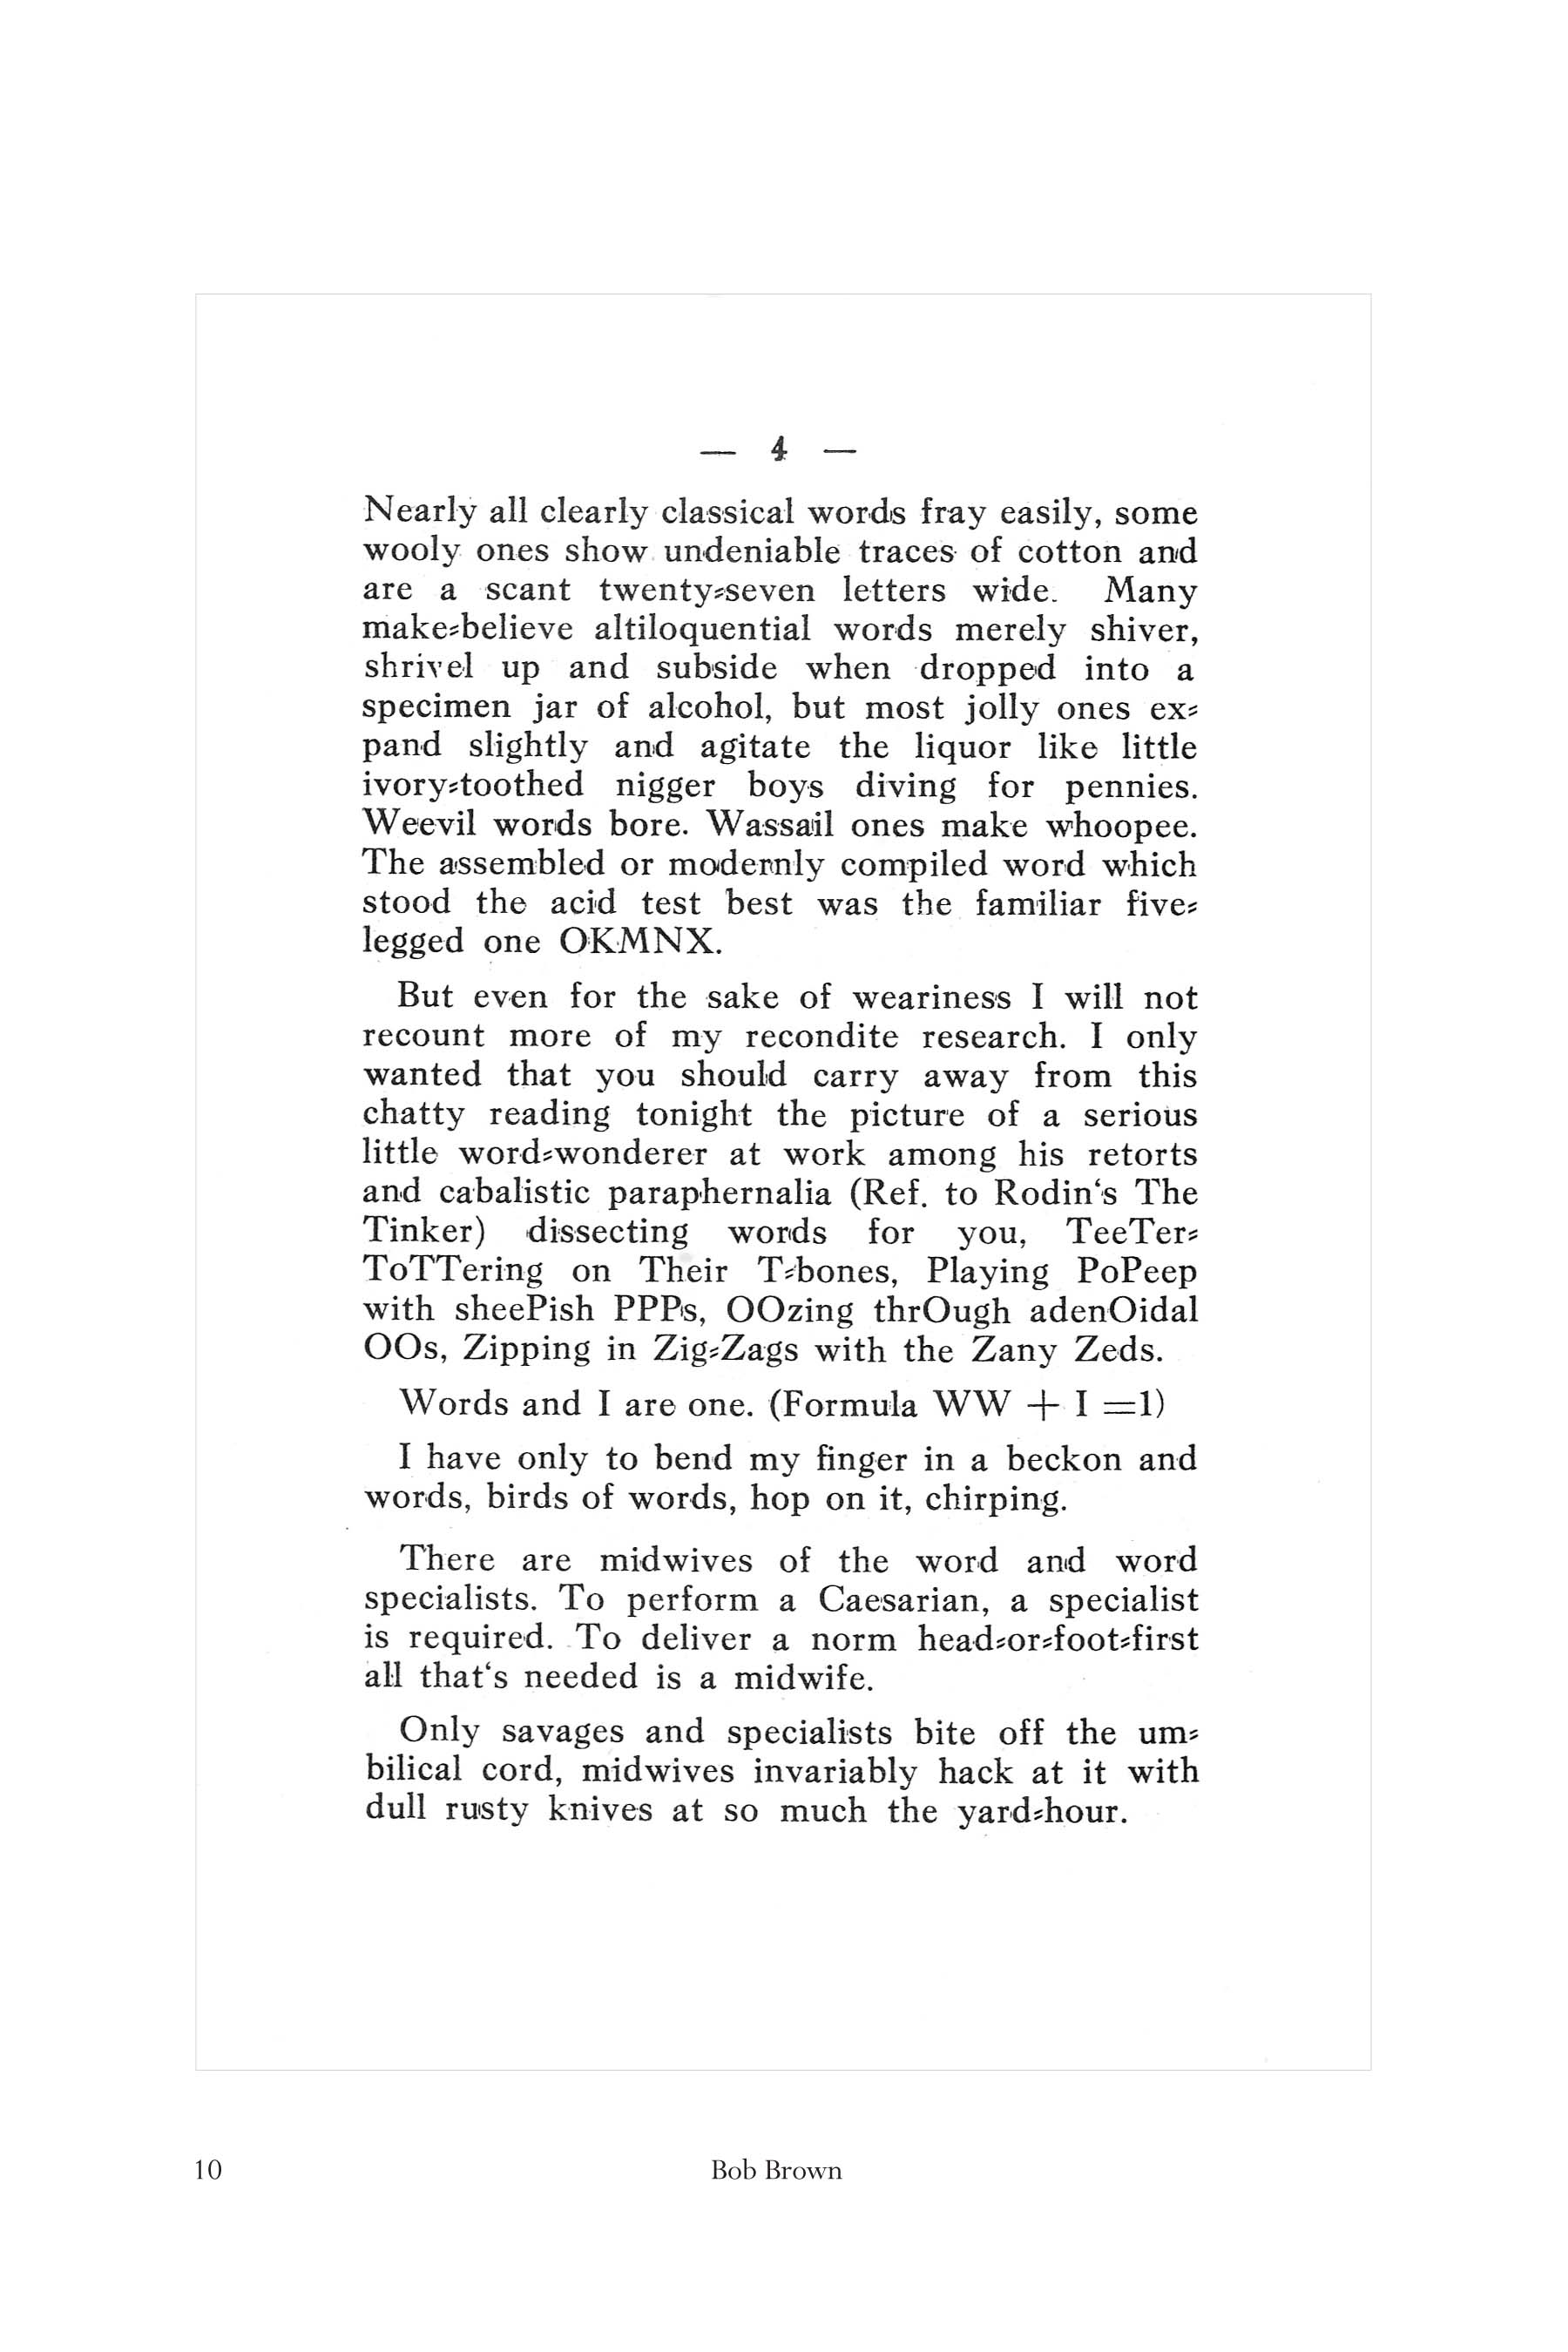 — 4 —
Nearly all clearly classical words fray easily, some
wooly ones show undeniable traces of cotton and
are a scant twenty=seven letters wide. Many
make=believe altiloquential words merely shiver,
shrivel up and subside when dropped into a
specimen jar of alcohol, but most jolly ones ex=
pand slightly and agitate the liquor like little
ivory=toothed nigger boys diving for pennies.
Weevil words bore. Wassail ones make whoopee.
The assembled or modernly compiled word which
stood the acid test best was the familiar five=
legged one OKMNX.
But even for the sake of weariness I will not
recount more of my recondite research. I only
wanted that you should carry away from this
chatty reading tonight the picture of a serious
little word=wonderer at work among his retorts
and cabalistic paraphernalia (Ref. to Rodin‘s The
Tinker) dissecting words for you, TeeTer=
ToTTering on Their T=bones, Playing PoPeep
with sheePish PPPs, OOzing thrOugh adenOidal
OOs, Zipping in Zig=Zags with the Zany Zeds.
Words and I are one. (Formula WW + I =1)
I have only to bend my finger in a beckon and
words, birds of words, hop on it, chirping.
There are midwives of the word and word
specialists. To perform a Caesarian, a specialist
is required. To deliver a norm head=or=foot=first
all that‘s needed is a midwife.
Only savages and specialists bite off the um=
bilical cord, midwives invariably hack at it with
dull rusty knives at so much the yard=hour.
10 Bob Brown